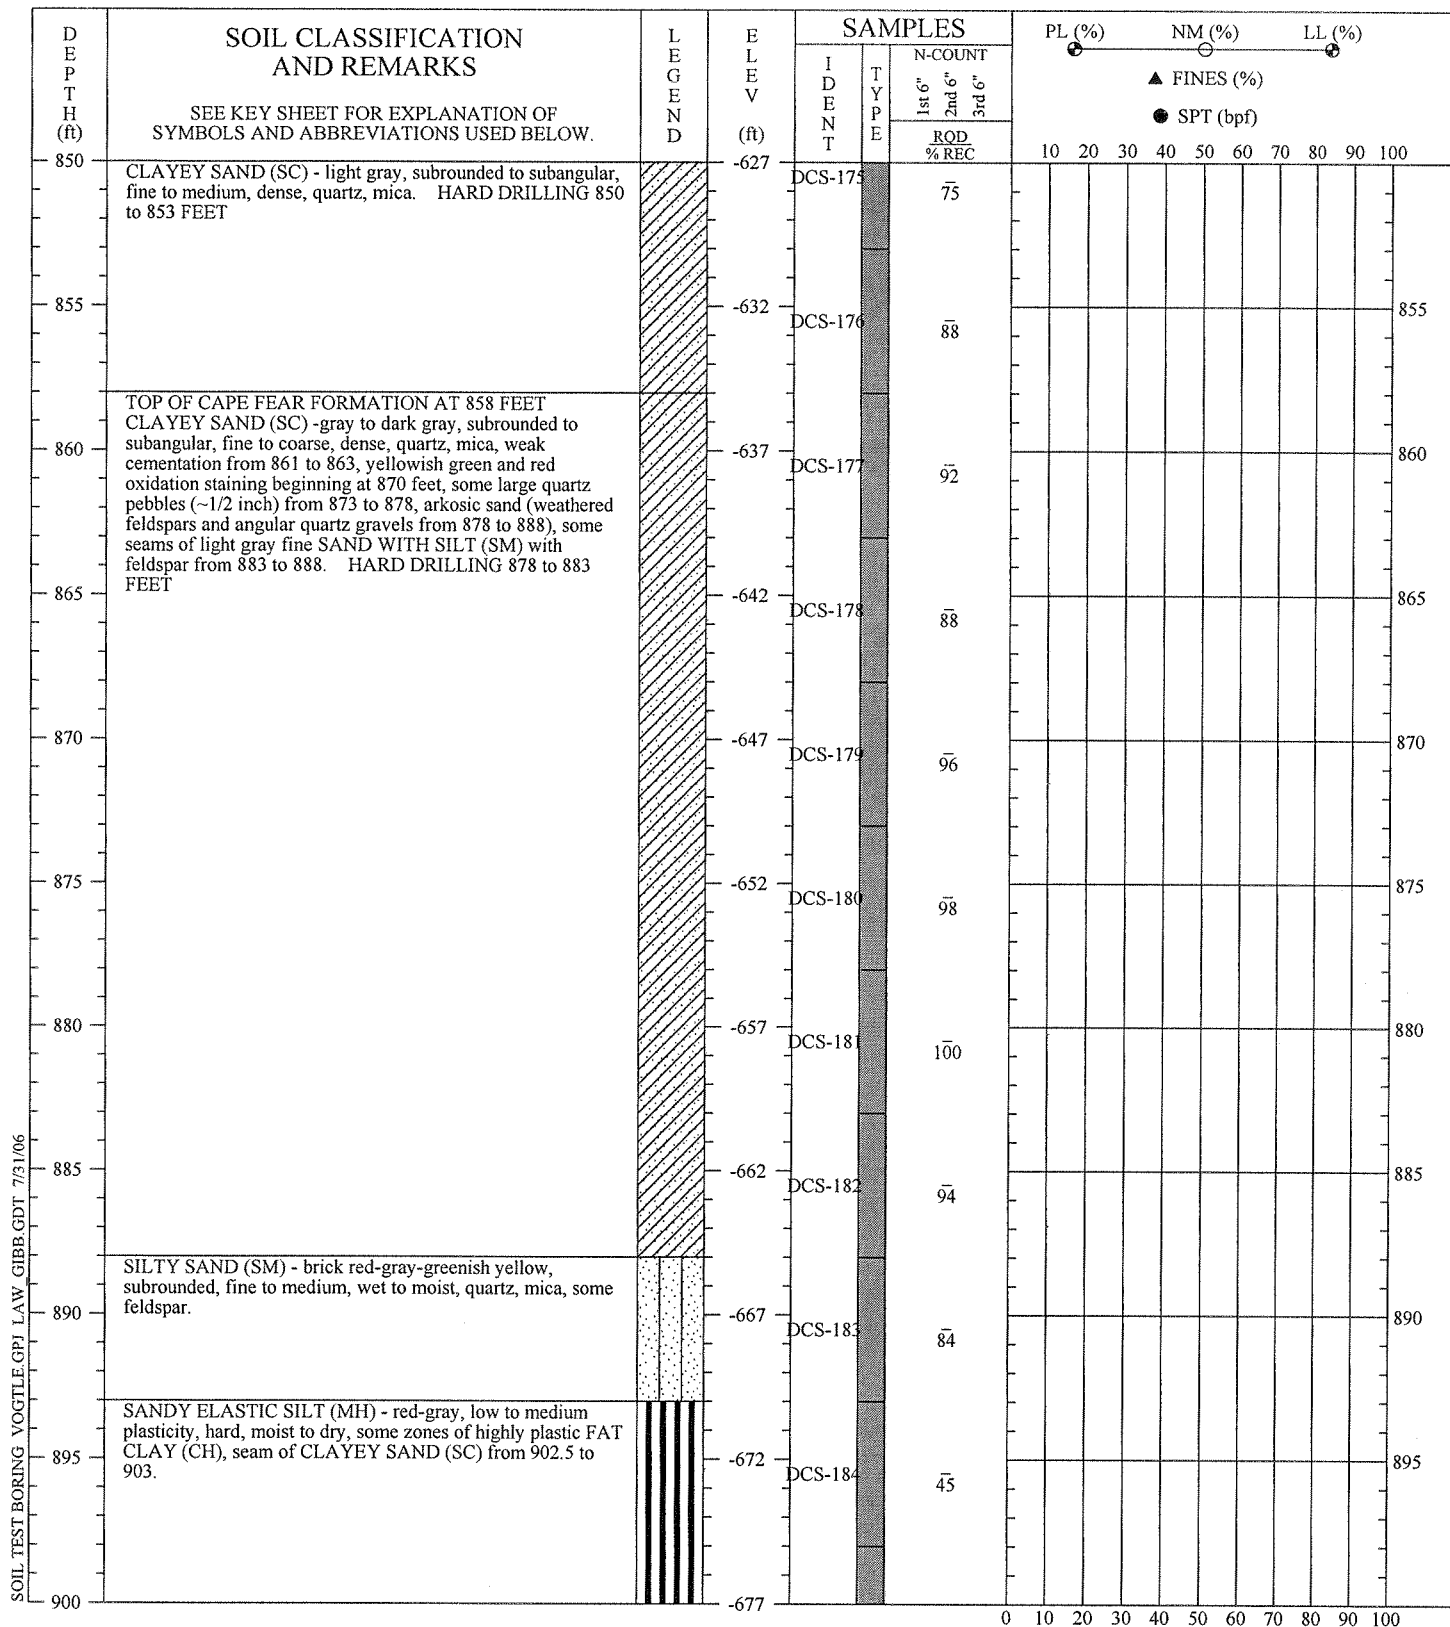 DEPTH (ft)
SOIL CLASSIFICATION
AND REMARKS
SEE KEY SHEET FOR EXPLANATION OF
SYMBOLS AND ABBREVIATIONS USED BELOW.
LEGEND
ELEV (ft)
SAMPLES
IDENT
TYPE
N-COUNT
1st 6"
2nd 6"
3rd 6"
RQD
% REC
PL (%) NM (%) LL (%)
▲ FINES (%)
● SPT (bpf)
10 20 30 40 50 60 70 80 90 100
850
CLAYEY SAND (SC) - light gray, subrounded to subangular,
fine to medium, dense, quartz, mica. HARD DRILLING 850
to 853 FEET
-627
DCS-175
75
855
-632
DCS-176
88
855
TOP OF CAPE FEAR FORMATION AT 858 FEET
CLAYEY SAND (SC) -gray to dark gray, subrounded to
subangular, fine to coarse, dense, quartz, mica, weak
cementation from 861 to 863, yellowish green and red
oxidation staining beginning at 870 feet, some large quartz
pebbles (~1/2 inch) from 873 to 878, arkosic sand (weathered
feldspars and angular quartz gravels from 878 to 888), some
seams of light gray fine SAND WITH SILT (SM) with
feldspar from 883 to 888. HARD DRILLING 878 to 883
FEET
860
-637
DCS-177
92
860
865
-642
DCS-178
88
865
870
-647
DCS-179
96
870
875
-652
DCS-180
98
875
880
-657
DCS-181
100
880
885
-662
DCS-182
94
885
SILTY SAND (SM) - brick red-gray-greenish yellow,
subrounded, fine to medium, wet to moist, quartz, mica, some
feldspar.
890
-667
DCS-183
84
890
SANDY ELASTIC SILT (MH) - red-gray, low to medium
plasticity, hard, moist to dry, some zones of highly plastic FAT
CLAY (CH), seam of CLAYEY SAND (SC) from 902.5 to
903.
895
-672
DCS-184
45
895
900
-677
0 10 20 30 40 50 60 70 80 90 100
SOIL TEST BORING VOGTLE.GPJ LAW_GIBB.GDT 7/31/06